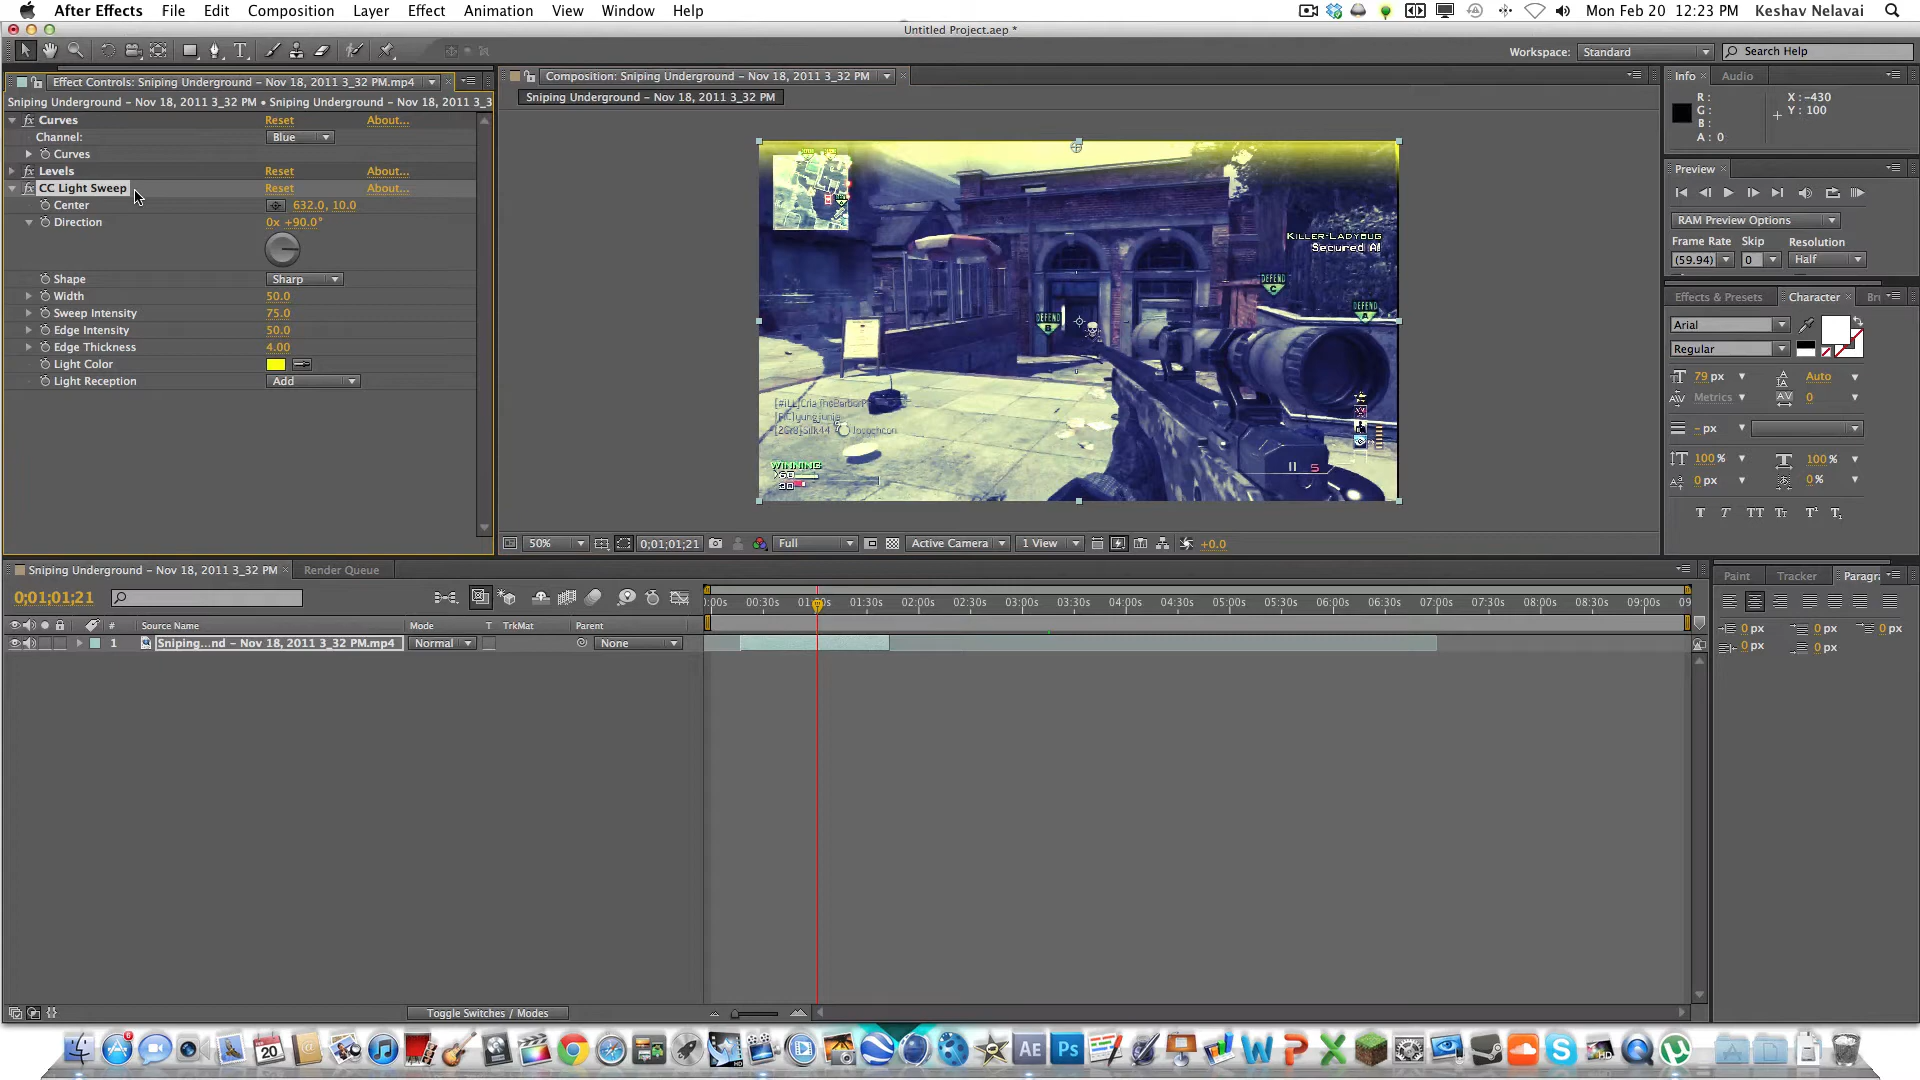 After Effects File Edit Composition Layer Effect Animation View Window Help Mon Feb 20 12:23 PM Keshav Nelavai
Untitled Project.aep *
Workspace: Standard Search Help
Effect Controls: Sniping Underground – Nov 18, 2011 3_32 PM.mp4
Sniping Underground – Nov 18, 2011 3_32 PM • Sniping Underground – Nov 18, 2011 3_3
Curves Reset About...
Channel: Blue
Curves
Levels Reset About...
CC Light Sweep Reset About...
Center 632.0, 10.0
Direction 0x +90.0°
Shape Sharp
Width 50.0
Sweep Intensity 75.0
Edge Intensity 50.0
Edge Thickness 4.00
Light Color
Light Reception Add
Composition: Sniping Underground – Nov 18, 2011 3_32 PM
Sniping Underground – Nov 18, 2011 3_32 PM
Killer-Ladybug
Secured A!
DEFEND
C
DEFEND
A
DEFEND
B
WINNING
5
50% 0;01;01;21 Full Active Camera 1 View +0.0
Info Audio
R: X: –430
G: Y: 100
B:
A: 0
Preview
RAM Preview Options
Frame Rate Skip Resolution
(59.94) 0 Half
Effects & Presets Character Br
Arial
Regular
79 px Auto
Metrics 0
– px
100 % 100 %
0 px 0 %
T T TT Tt T¹ T₁
Sniping Underground – Nov 18, 2011 3_32 PM Render Queue
0;01;01;21
:00s 00:30s 01:00s 01:30s 02:00s 02:30s 03:00s 03:30s 04:00s 04:30s 05:00s 05:30s 06:00s 06:30s 07:00s 07:30s 08:00s 08:30s 09:00s 09
# Source Name Mode T TrkMat Parent
1 Sniping...nd – Nov 18, 2011 3_32 PM.mp4 Normal None
Paint Tracker Paragr
0 px 0 px 0 px
0 px 0 px
Toggle Switches / Modes
FEB
20
AE Ps W P X S